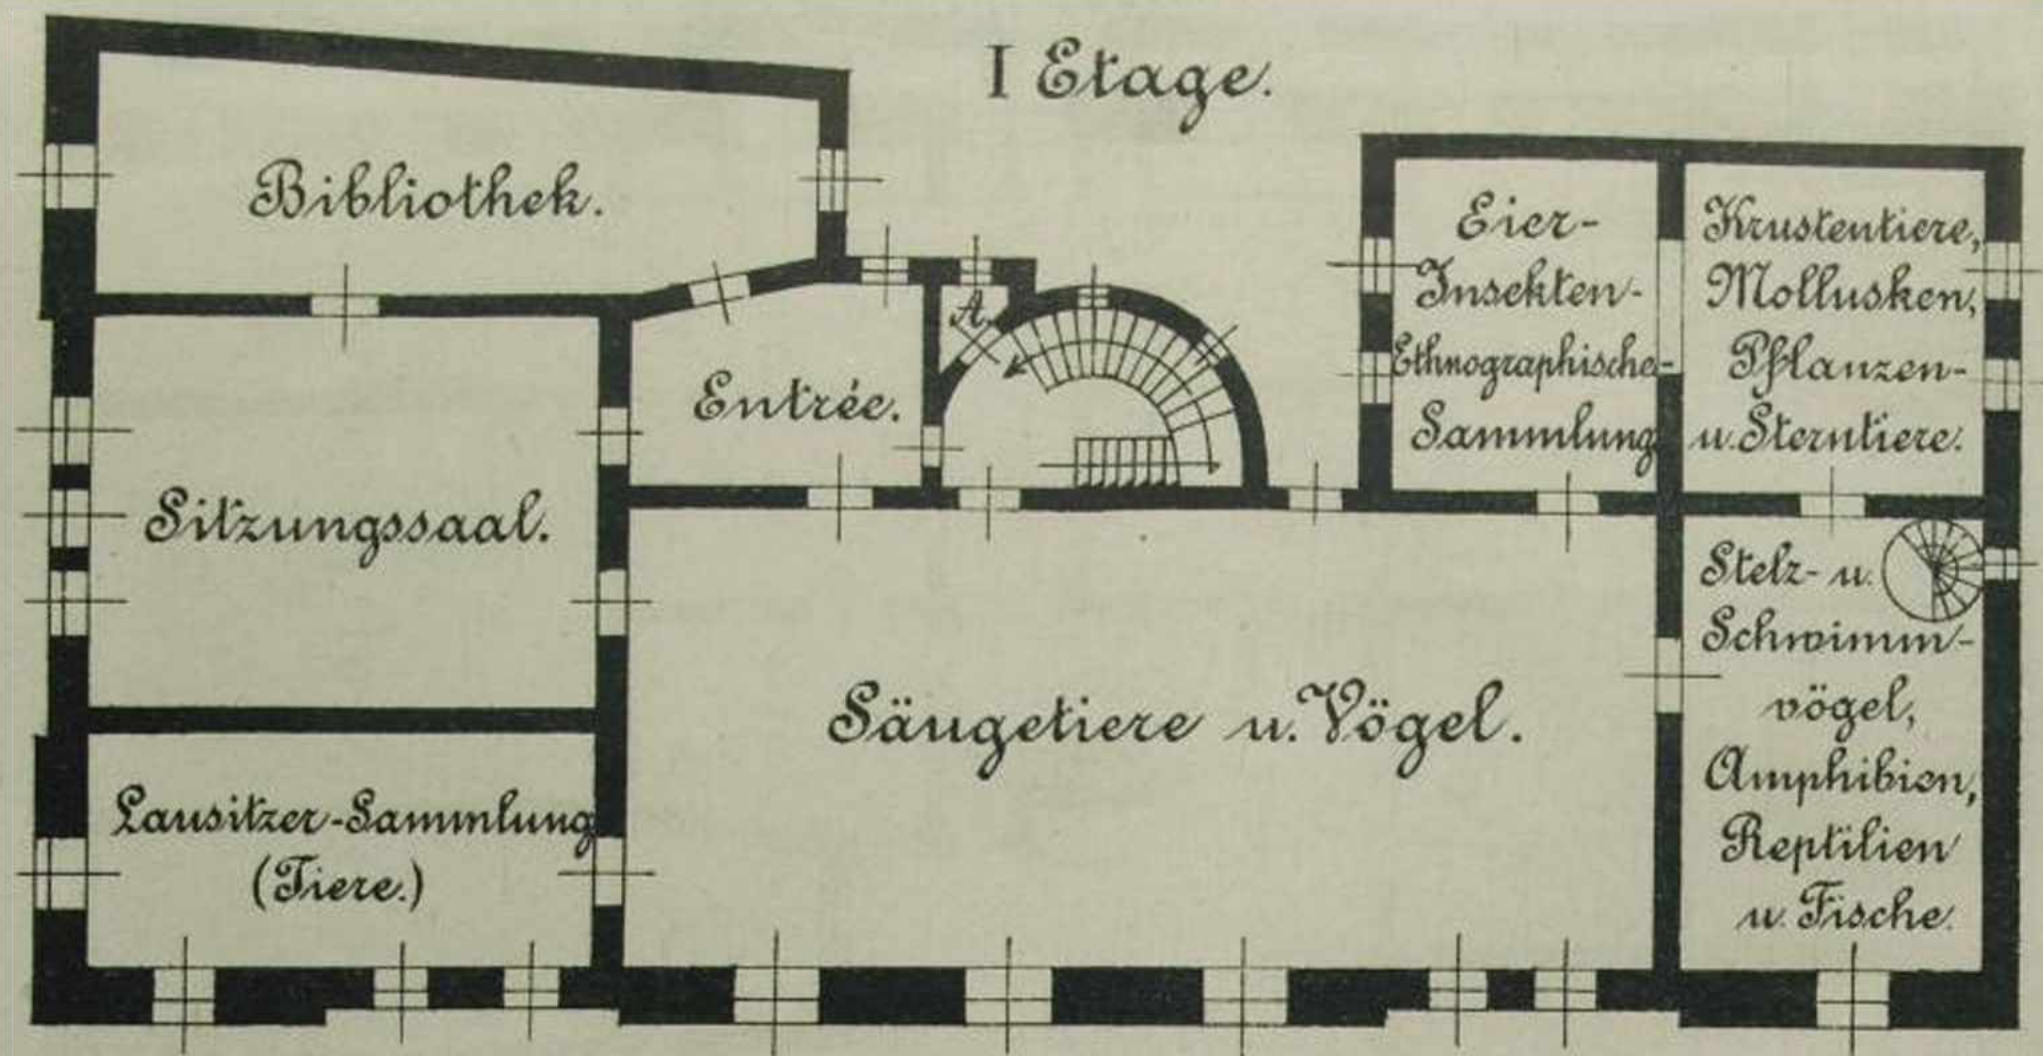 I Etage.
Bibliothek.
Eier-
Insekten-
Ethnographische-
Sammlung
Krustentiere,
Mollusken,
Pflanzen-
u. Sterntiere.
A.
Entrée.
Sitzungssaal.
Stelz- u.
Schwimm-
vögel,
Amphibien,
Reptilien
u. Fische.
Säugetiere u. Vögel.
Lausitzer-Sammlung
(Tiere.)